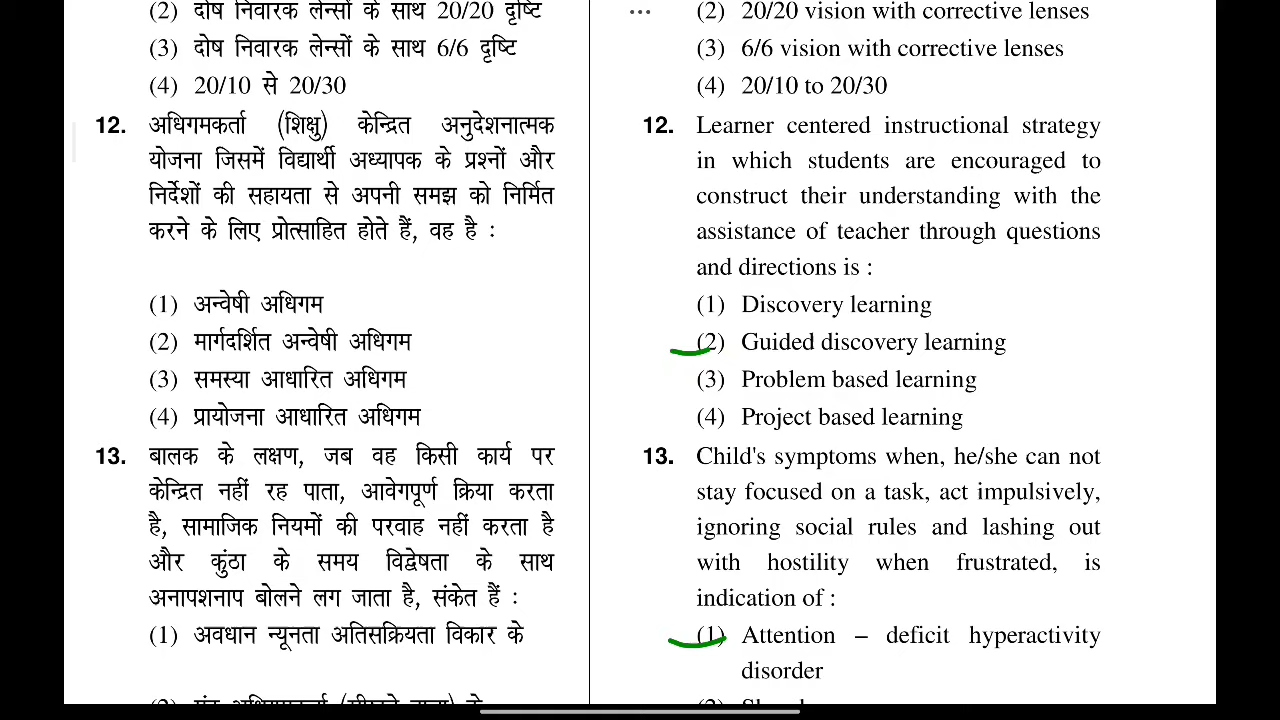 (2) दोष निवारक लेन्सों के साथ 20/20 दृष्टि
(3) दोष निवारक लेन्सों के साथ 6/6 दृष्टि
(4) 20/10 से 20/30
12. अधिगमकर्ता (शिक्षु) केन्द्रित अनुदेशनात्मक
योजना जिसमें विद्यार्थी अध्यापक के प्रश्नों और
निर्देशों की सहायता से अपनी समझ को निर्मित
करने के लिए प्रोत्साहित होते हैं, वह है :
(1) अन्वेषी अधिगम
(2) मार्गदर्शित अन्वेषी अधिगम
(3) समस्या आधारित अधिगम
(4) प्रायोजना आधारित अधिगम
13. बालक के लक्षण, जब वह किसी कार्य पर
केन्द्रित नहीं रह पाता, आवेगपूर्ण क्रिया करता
है, सामाजिक नियमों की परवाह नहीं करता है
और कुंठा के समय विद्वेषता के साथ
अनापशनाप बोलने लग जाता है, संकेत हैं :
(1) अवधान न्यूनता अतिसक्रियता विकार के
(2) 20/20 vision with corrective lenses
(3) 6/6 vision with corrective lenses
(4) 20/10 to 20/30
12. Learner centered instructional strategy
in which students are encouraged to
construct their understanding with the
assistance of teacher through questions
and directions is :
(1) Discovery learning
(2) Guided discovery learning
(3) Problem based learning
(4) Project based learning
13. Child's symptoms when, he/she can not
stay focused on a task, act impulsively,
ignoring social rules and lashing out
with hostility when frustrated, is
indication of :
(1) Attention – deficit hyperactivity
disorder